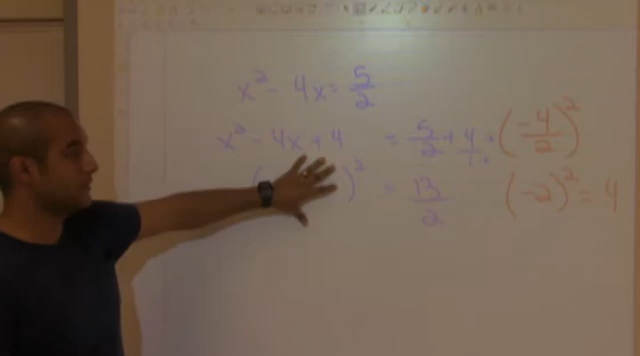 x² - 4x = 5/2
x² - 4x + 4 = 5/2 + 4/1 (-4/2)²
( )² = 13/2 (-2)² = 4